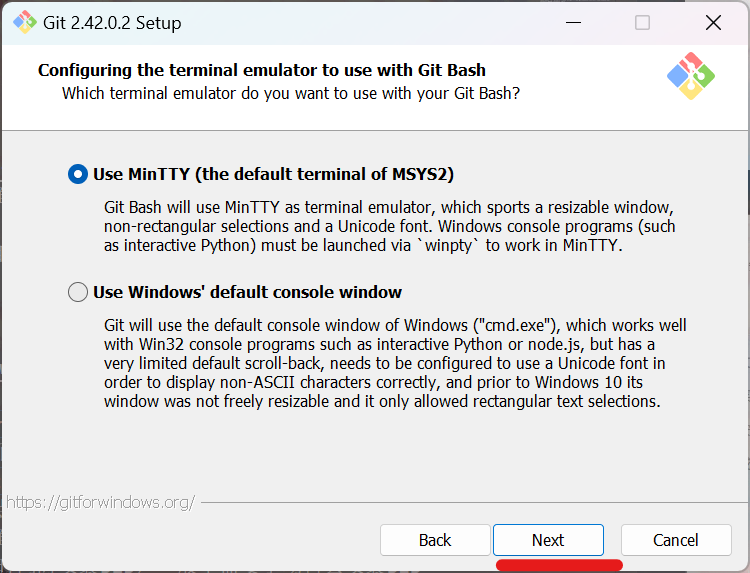 Git 2.42.0.2 Setup
Configuring the terminal emulator to use with Git Bash
Which terminal emulator do you want to use with your Git Bash?
Use MinTTY (the default terminal of MSYS2)
Git Bash will use MinTTY as terminal emulator, which sports a resizable window,
non-rectangular selections and a Unicode font. Windows console programs (such
as interactive Python) must be launched via `winpty` to work in MinTTY.
Use Windows' default console window
Git will use the default console window of Windows ("cmd.exe"), which works well
with Win32 console programs such as interactive Python or node.js, but has a
very limited default scroll-back, needs to be configured to use a Unicode font in
order to display non-ASCII characters correctly, and prior to Windows 10 its
window was not freely resizable and it only allowed rectangular text selections.
https://gitforwindows.org/
Back
Next
Cancel